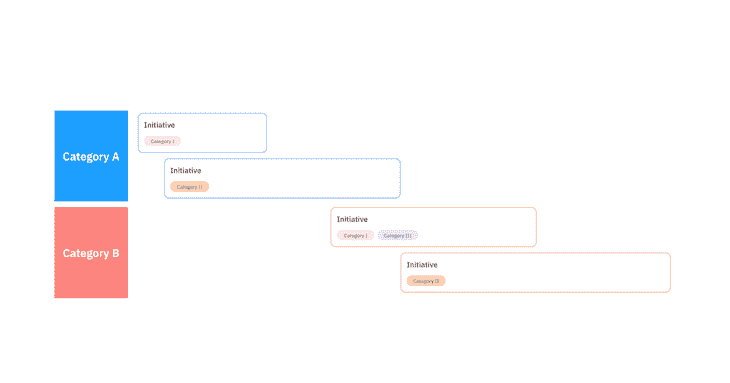 Category A
Initiative
Category I
Initiative
Category II
Category B
Initiative
Category I
Category III
Initiative
Category II